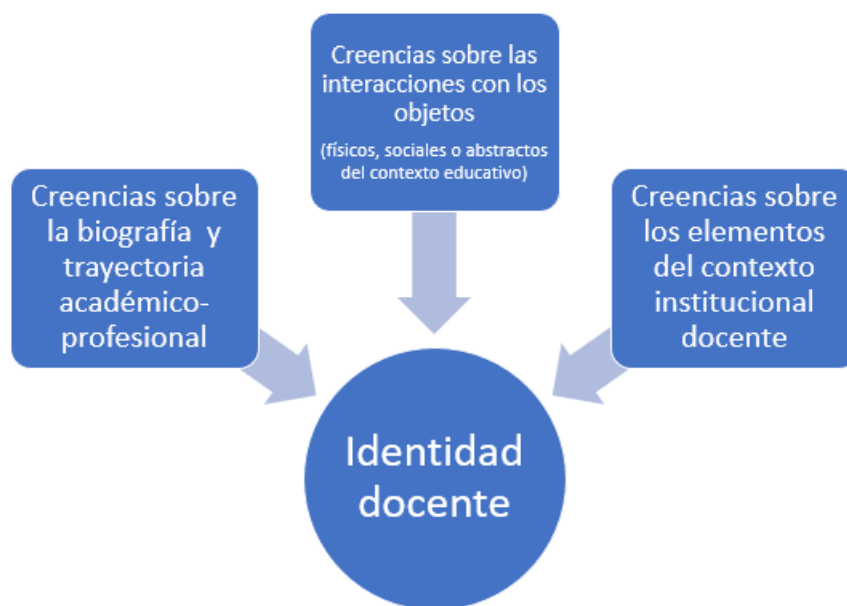 Creencias sobre las
interacciones con los
objetos
(físicos, sociales o abstractos
del contexto educativo)
Creencias sobre
la biografía y
trayectoria
académico-
profesional
Creencias sobre
los elementos
del contexto
institucional
docente
Identidad
docente